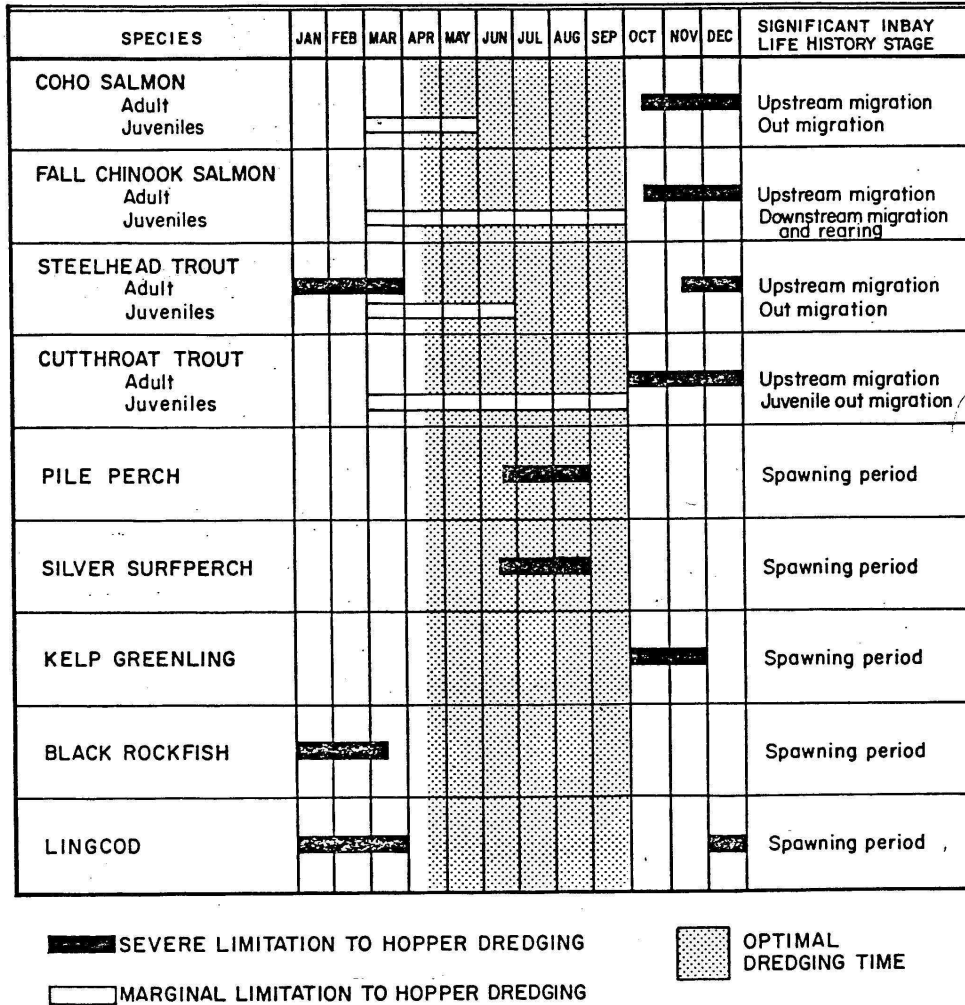 SPECIES JAN FEB MAR APR MAY JUN JUL AUG SEP OCT NOV DEC SIGNIFICANT INBAY
LIFE HISTORY STAGE
COHO SALMON
Adult Upstream migration
Juveniles Out migration
FALL CHINOOK SALMON
Adult Upstream migration
Juveniles Downstream migration
and rearing
STEELHEAD TROUT
Adult Upstream migration
Juveniles Out migration
CUTTHROAT TROUT
Adult Upstream migration
Juveniles Juvenile out migration
PILE PERCH Spawning period
SILVER SURFPERCH Spawning period
KELP GREENLING Spawning period
BLACK ROCKFISH Spawning period
LINGCOD Spawning period
SEVERE LIMITATION TO HOPPER DREDGING
MARGINAL LIMITATION TO HOPPER DREDGING
OPTIMAL
DREDGING TIME